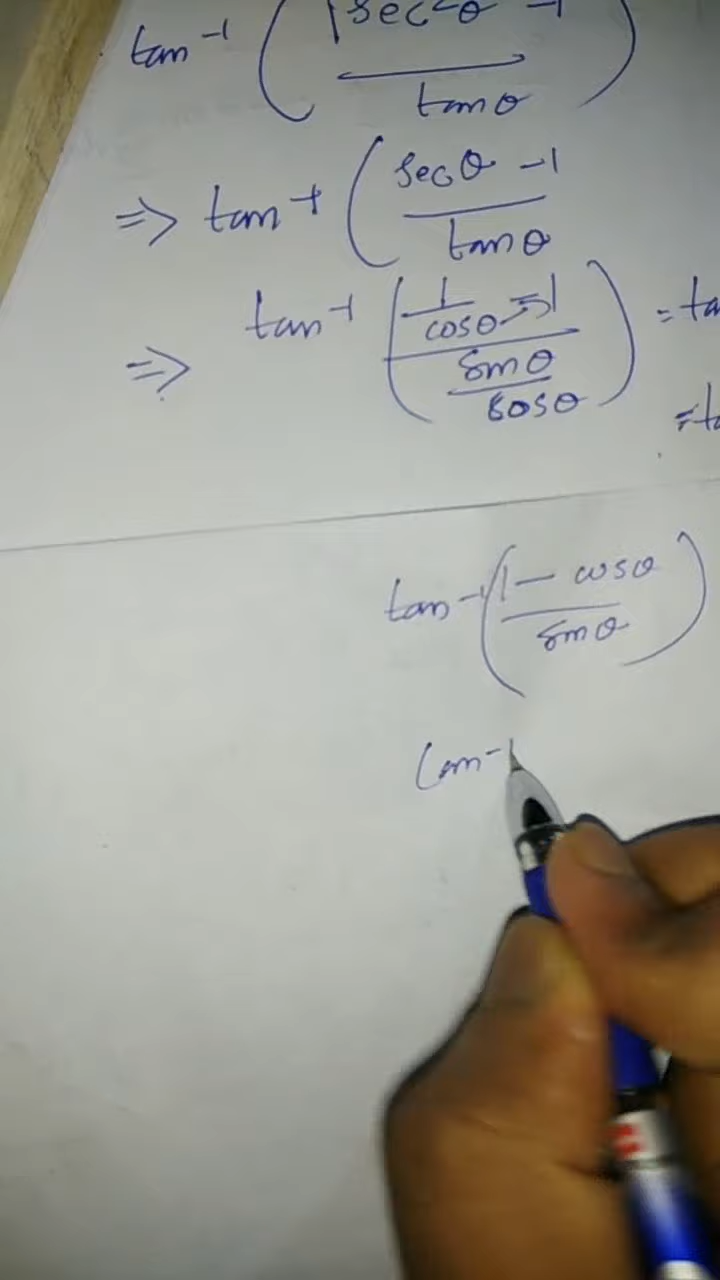 tan⁻¹ ( √sec²θ - 1 / tanθ )
⇒ tan⁻¹ ( secθ - 1 / tanθ
⇒ tan⁻¹ ( 1/cosθ - 1 / sinθ/cosθ ) = ta
= ta
tan⁻¹ ( 1 - cosθ / sinθ )
tan⁻¹